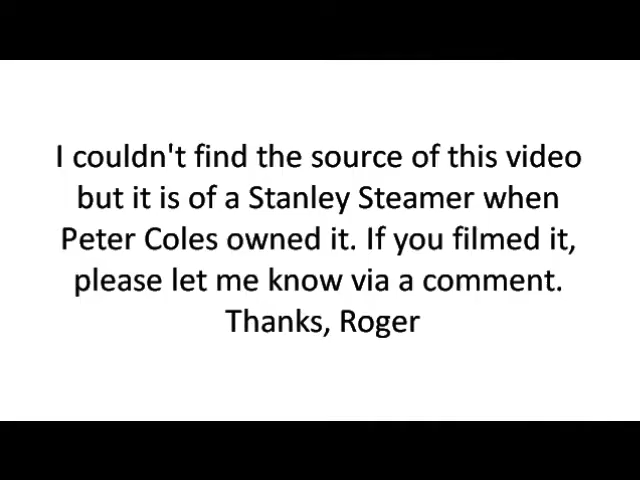 I couldn't find the source of this video
but it is of a Stanley Steamer when
Peter Coles owned it. If you filmed it,
please let me know via a comment.
Thanks, Roger